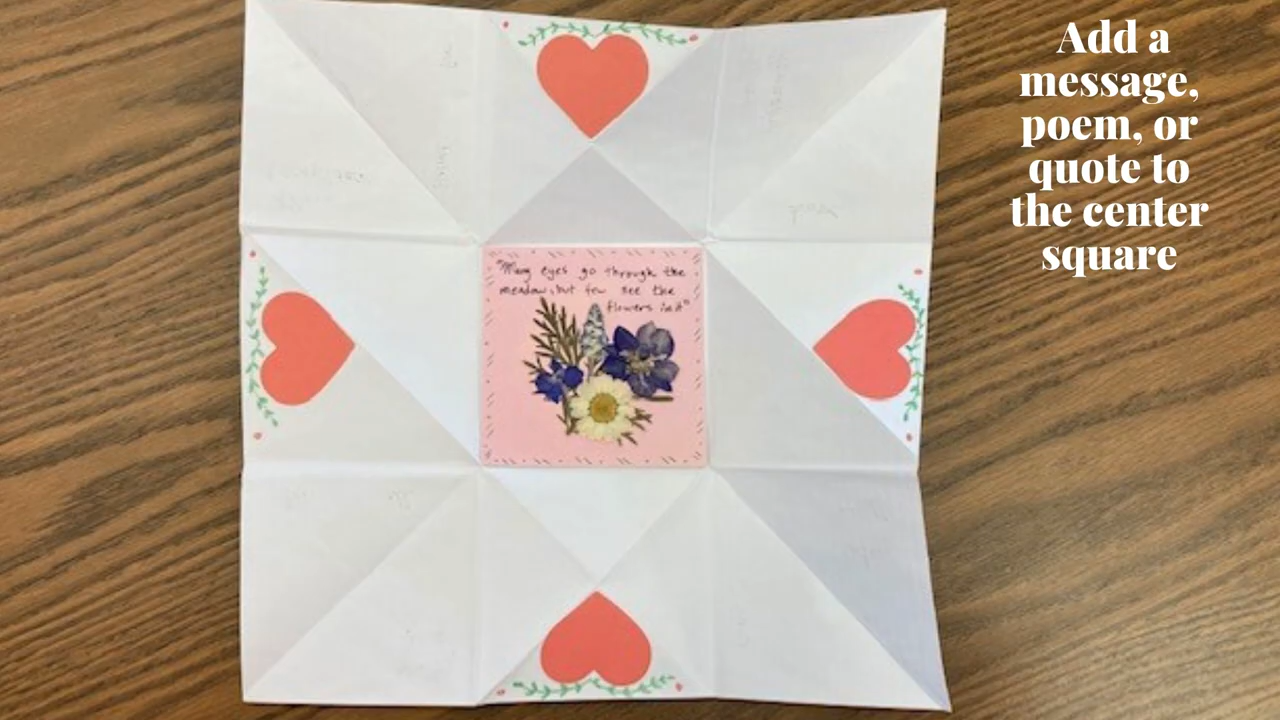 Add a
message,
poem, or
quote to
the center
square
"Many eyes go through the
meadow, but few see the
flowers in it"